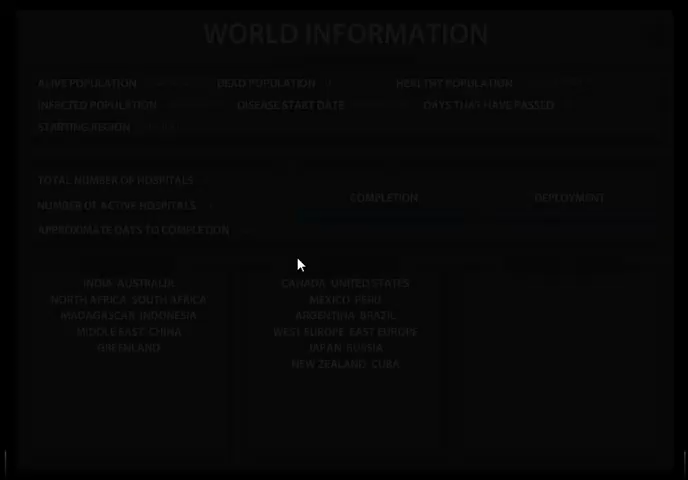 WORLD INFORMATION
ALIVE POPULATION DEAD POPULATION HEALTHY POPULATION
INFECTED POPULATION DISEASE START DATE DAYS THAT HAVE PASSED
STARTING REGION
TOTAL NUMBER OF HOSPITALS
COMPLETION DEPLOYMENT
NUMBER OF ACTIVE HOSPITALS
APPROXIMATE DAYS TO COMPLETION
INDIA AUSTRALIA CANADA UNITED STATES
NORTH AFRICA SOUTH AFRICA MEXICO PERU
MADAGASCAR INDONESIA ARGENTINA BRAZIL
MIDDLE EAST CHINA WEST EUROPE EAST EUROPE
GREENLAND JAPAN RUSSIA
NEW ZEALAND CUBA